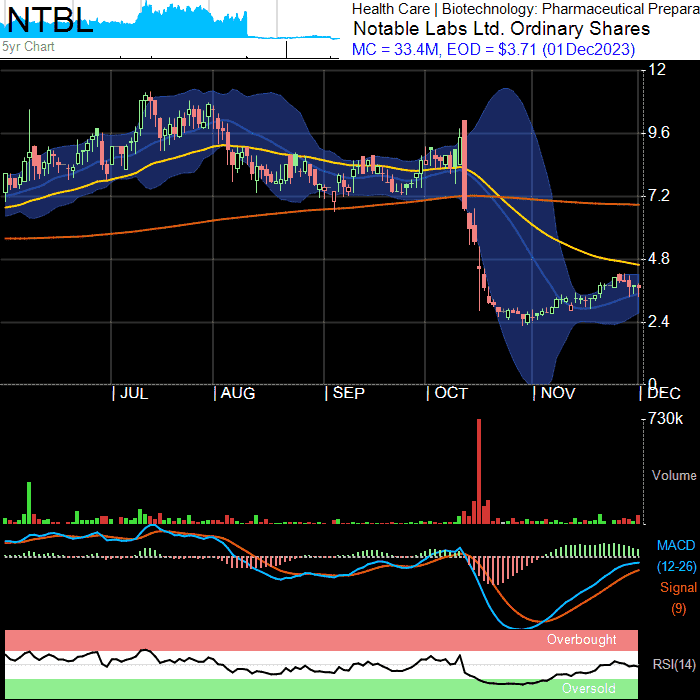 NTBL
5yr Chart
Health Care | Biotechnology: Pharmaceutical Prepara
Notable Labs Ltd. Ordinary Shares
MC = 33.4M, EOD = $3.71 (01Dec2023)
12
9.6
7.2
4.8
2.4
0
JUL
AUG
SEP
OCT
NOV
DEC
730k
Volume
MACD
(12-26)
Signal
(9)
Overbought
RSI(14)
Oversold